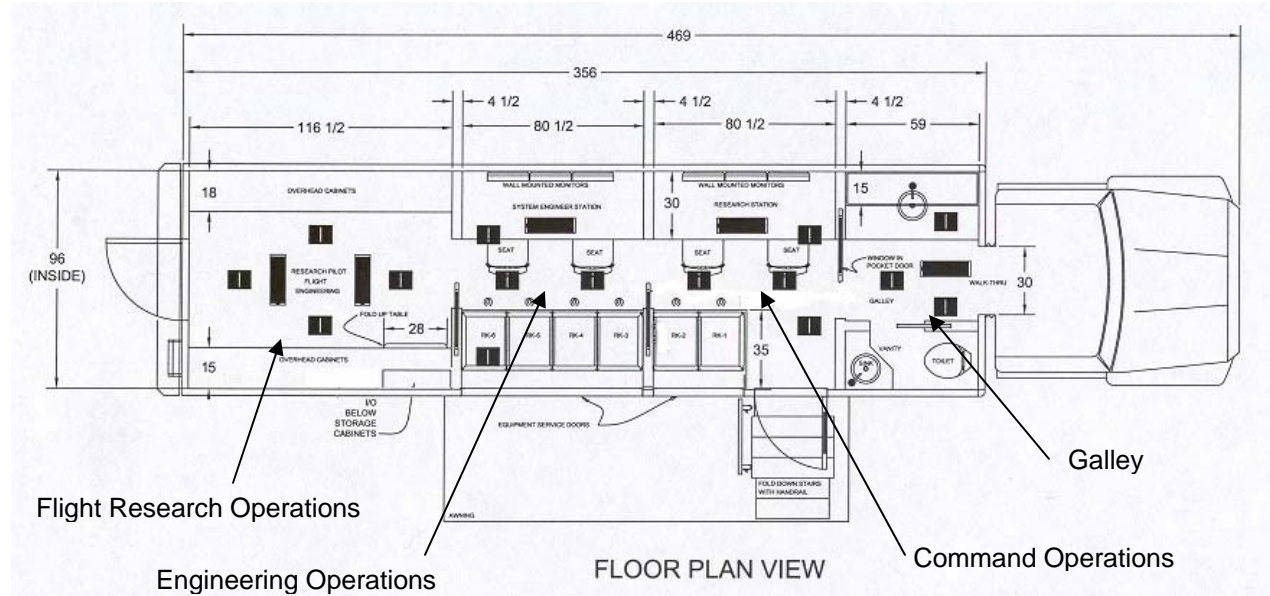 469
356
4 1/2
4 1/2
4 1/2
116 1/2
80 1/2
80 1/2
59
18
OVERHEAD CABINETS
WALL MOUNTED MONITORS
WALL MOUNTED MONITORS
15
30
SYSTEM ENGINEER STATION
RESEARCH STATION
96
(INSIDE)
SEAT
SEAT
SEAT
SEAT
RESEARCH PILOT
FLIGHT
ENGINEERING
WINDOW IN
POCKET DOOR
GALLEY
WALK-THRU
30
FOLD UP TABLE
28
RK-6
RK-5
RK-4
RK-3
RK-2
RK-1
35
VANITY
SINK
TOILET
15
OVERHEAD CABINETS
I/O
BELOW
STORAGE
CABINETS
EQUIPMENT SERVICE DOORS
FOLD DOWN STAIRS
WITH HANDRAIL
AWNING
Galley
Flight Research Operations
Engineering Operations
Command Operations
FLOOR PLAN VIEW